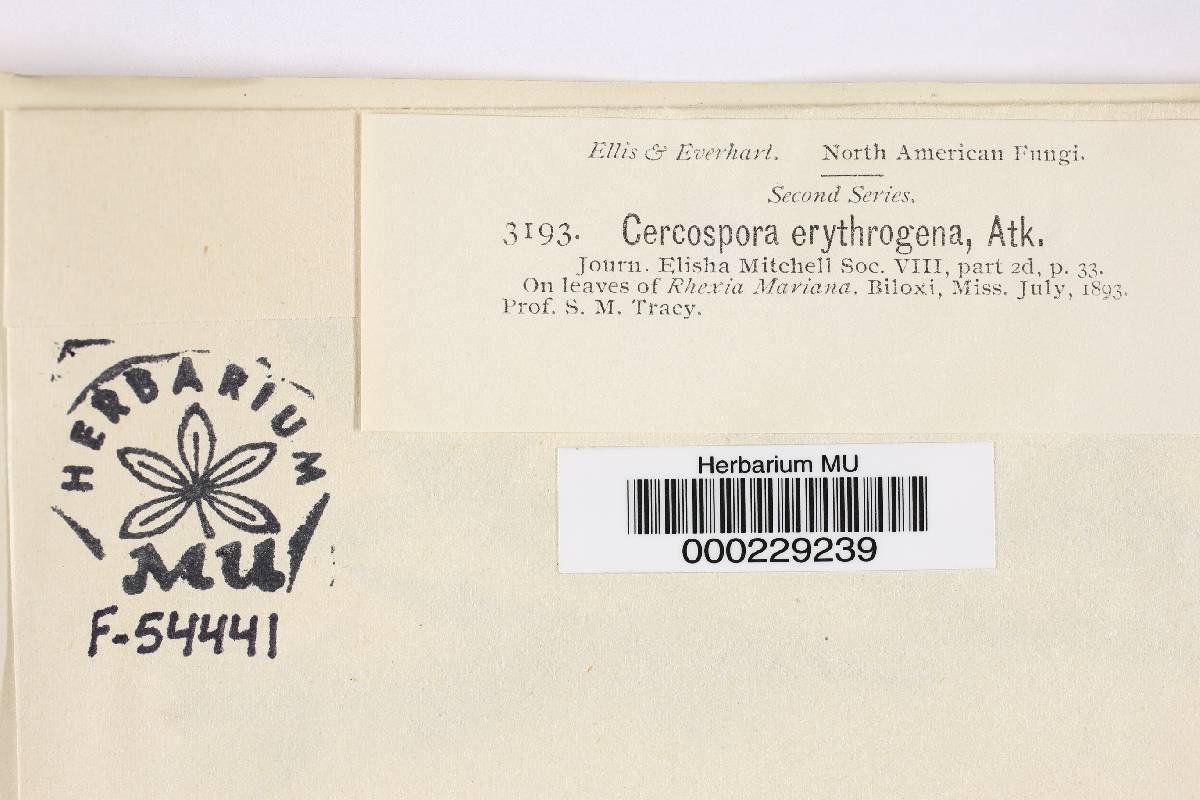 Ellis & Everhart. North American Fungi.
Second Series.
3193. Cercospora erythrogena, Atk.
Journ. Elisha Mitchell Soc. VIII, part 2d, p. 33.
On leaves of Rhexia Mariana. Biloxi, Miss. July, 1893.
Prof. S. M. Tracy.
HERBARIUM
MU
F-54441
Herbarium MU
000229239